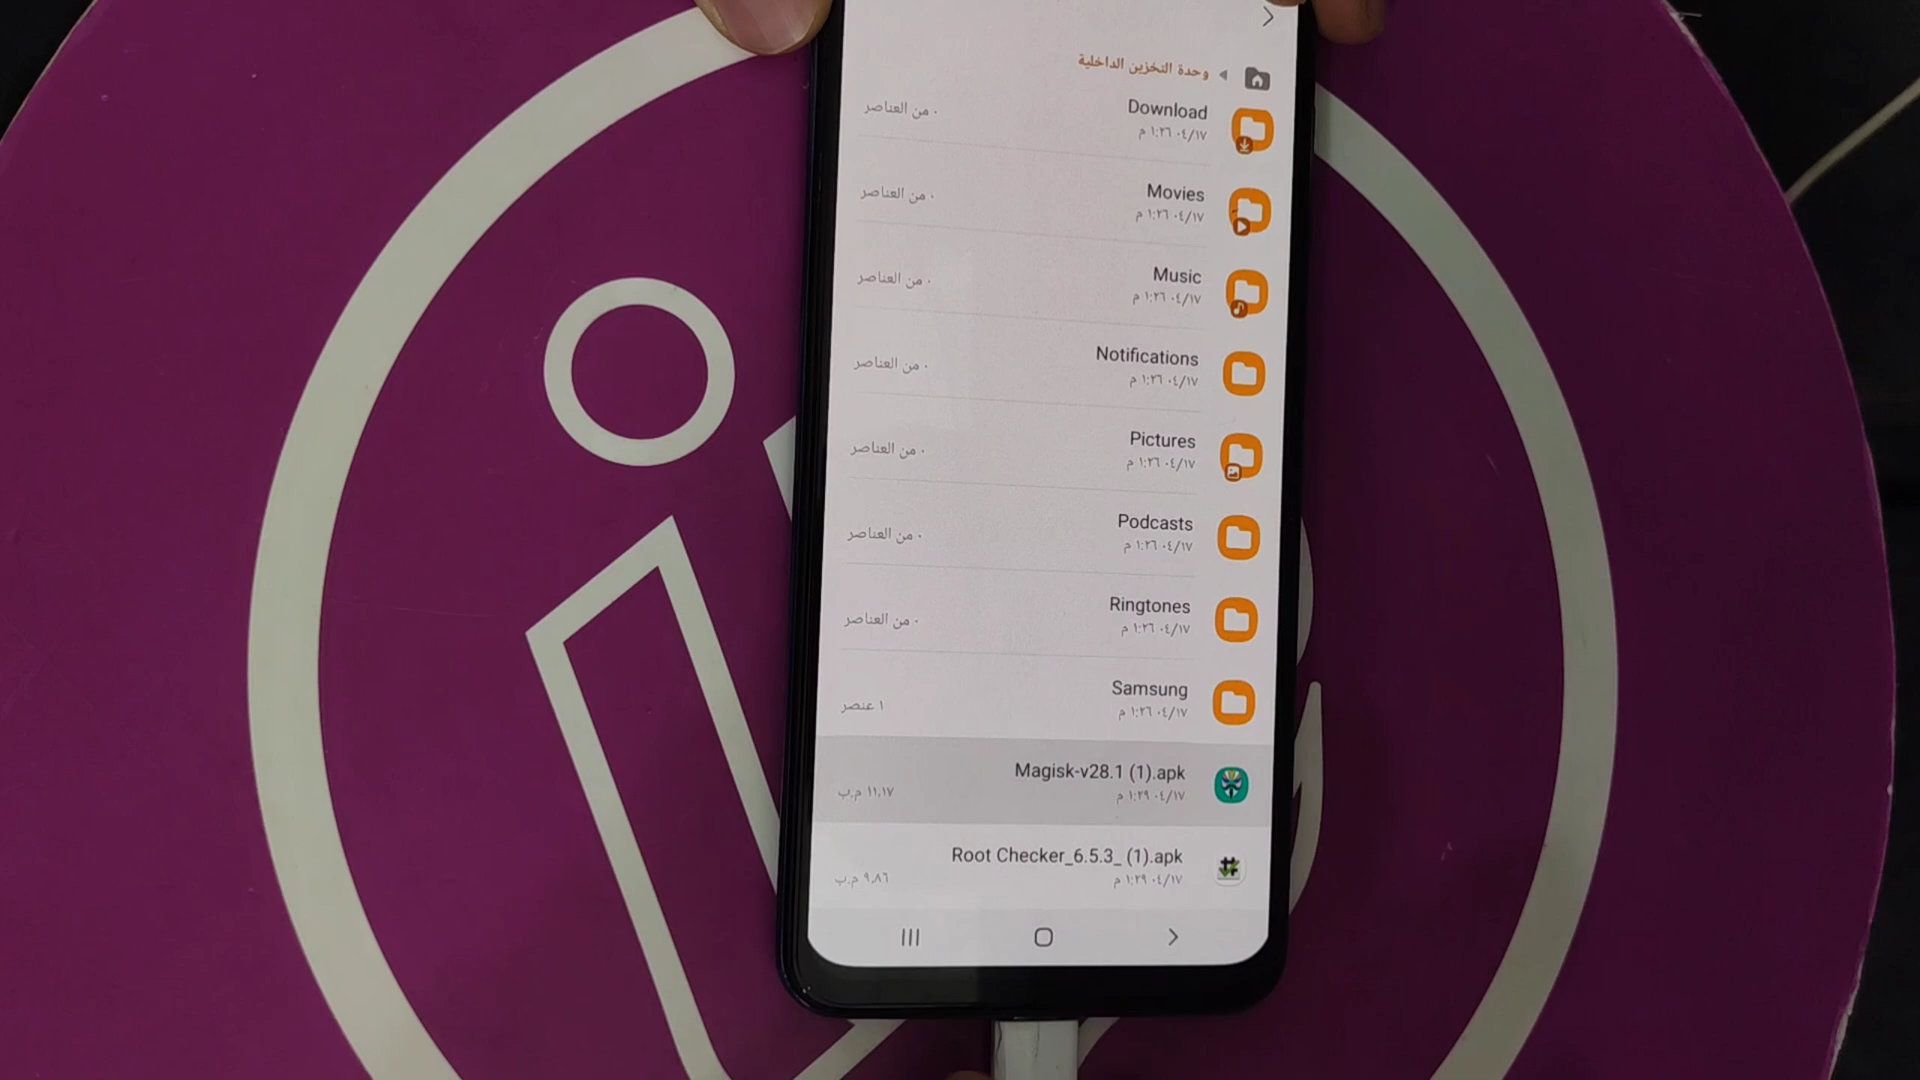 وحدة التخزين الداخلية
Download
٠٤/١٧ ١:٢٦ م
٠ من العناصر
Movies
٠٤/١٧ ١:٢٦ م
٠ من العناصر
Music
٠٤/١٧ ١:٢٦ م
٠ من العناصر
Notifications
٠٤/١٧ ١:٢٦ م
٠ من العناصر
Pictures
٠٤/١٧ ١:٢٦ م
٠ من العناصر
Podcasts
٠٤/١٧ ١:٢٦ م
٠ من العناصر
Ringtones
٠٤/١٧ ١:٢٦ م
٠ من العناصر
Samsung
٠٤/١٧ ١:٢٦ م
١ عنصر
Magisk-v28.1 (1).apk
٠٤/١٧ ١:٢٩ م
١١,١٧ م.ب
Root Checker_6.5.3_ (1).apk
٠٤/١٧ ١:٢٩ م
٩,٨٦ م.ب